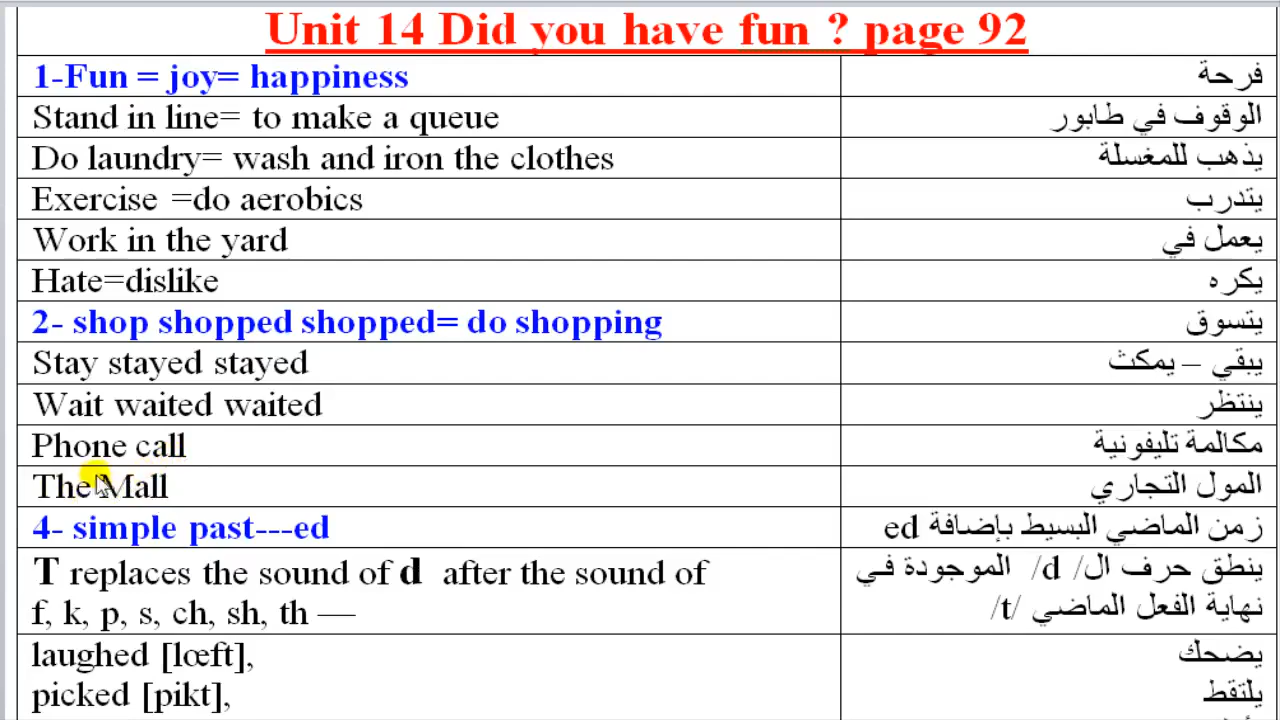 Unit 14 Did you have fun ? page 92
1-Fun = joy= happiness فرحة
Stand in line= to make a queue الوقوف في طابور
Do laundry= wash and iron the clothes يذهب للمغسلة
Exercise =do aerobics يتدرب
Work in the yard يعمل في
Hate=dislike يكره
2- shop shopped shopped= do shopping يتسوق
Stay stayed stayed يبقي – يمكث
Wait waited waited ينتظر
Phone call مكالمة تليفونية
The Mall المول التجاري
4- simple past---ed زمن الماضي البسيط بإضافة ed
T replaces the sound of d after the sound of ينطق حرف ال/ d/ الموجودة في
f, k, p, s, ch, sh, th — نهاية الفعل الماضي /t/
laughed [lœft], يضحك
picked [pikt], يلتقط